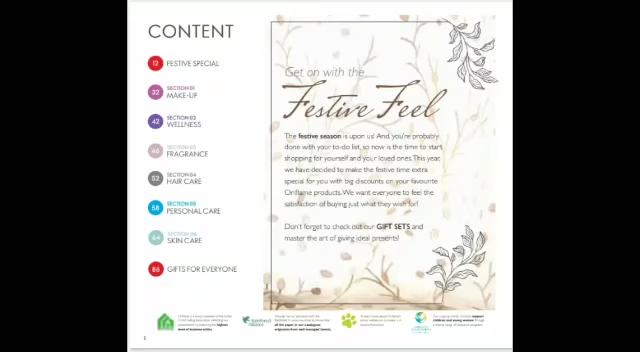 CONTENT
12 FESTIVE SPECIAL
SECTION 01
32 MAKE-UP
SECTION 02
42 WELLNESS
SECTION 03
46 FRAGRANCE
SECTION 04
52 HAIR CARE
SECTION 05
58 PERSONAL CARE
SECTION 06
64 SKIN CARE
86 GIFTS FOR EVERYONE
Get on with the
Festive Feel
The festive season is upon us! And, you're probably
done with your to-do list, so now is the time to start
shopping for yourself and your loved ones. This year,
we have decided to make the festive time extra
special for you with big discounts on your favourite
Oriflame products. We want everyone to feel the
satisfaction of buying just what they wish for!
Don't forget to check out our GIFT SETS and
master the art of giving ideal presents!